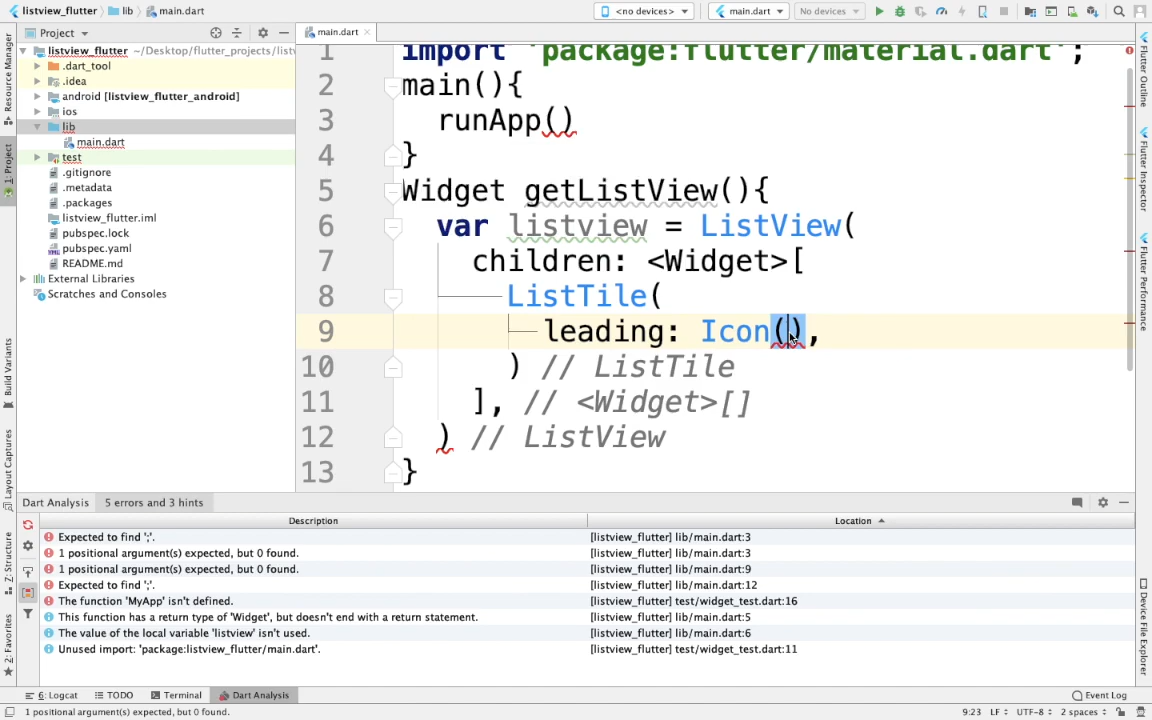 listview_flutter lib main.dart <no devices> main.dart No devices
Project
main.dart
listview_flutter ~/Desktop/flutter_projects/listv
.dart_tool
.idea
android [listview_flutter_android]
ios
lib
main.dart
test
.gitignore
.metadata
.packages
listview_flutter.iml
pubspec.lock
pubspec.yaml
README.md
External Libraries
Scratches and Consoles
Resource Manager
1: Project
Build Variants
Layout Captures
Z: Structure
2: Favorites
1 import 'package:flutter/material.dart';
2 main(){
3 runApp()
4 }
5 Widget getListView(){
6 var listview = ListView(
7 children: <Widget>[
8 ListTile(
9 leading: Icon(),
10 ) // ListTile
11 ], // <Widget>[]
12 ) // ListView
13 }
Flutter Outline
Flutter Inspector
Flutter Performance
Device File Explorer
Dart Analysis 5 errors and 3 hints
Description Location
Expected to find ';'. [listview_flutter] lib/main.dart:3
1 positional argument(s) expected, but 0 found. [listview_flutter] lib/main.dart:3
1 positional argument(s) expected, but 0 found. [listview_flutter] lib/main.dart:9
Expected to find ';'. [listview_flutter] lib/main.dart:12
The function 'MyApp' isn't defined. [listview_flutter] test/widget_test.dart:16
This function has a return type of 'Widget', but doesn't end with a return statement. [listview_flutter] lib/main.dart:5
The value of the local variable 'listview' isn't used. [listview_flutter] lib/main.dart:6
Unused import: 'package:listview_flutter/main.dart'. [listview_flutter] test/widget_test.dart:11
6: Logcat TODO Terminal Dart Analysis Event Log
1 positional argument(s) expected, but 0 found. 9:23 LF UTF-8 2 spaces